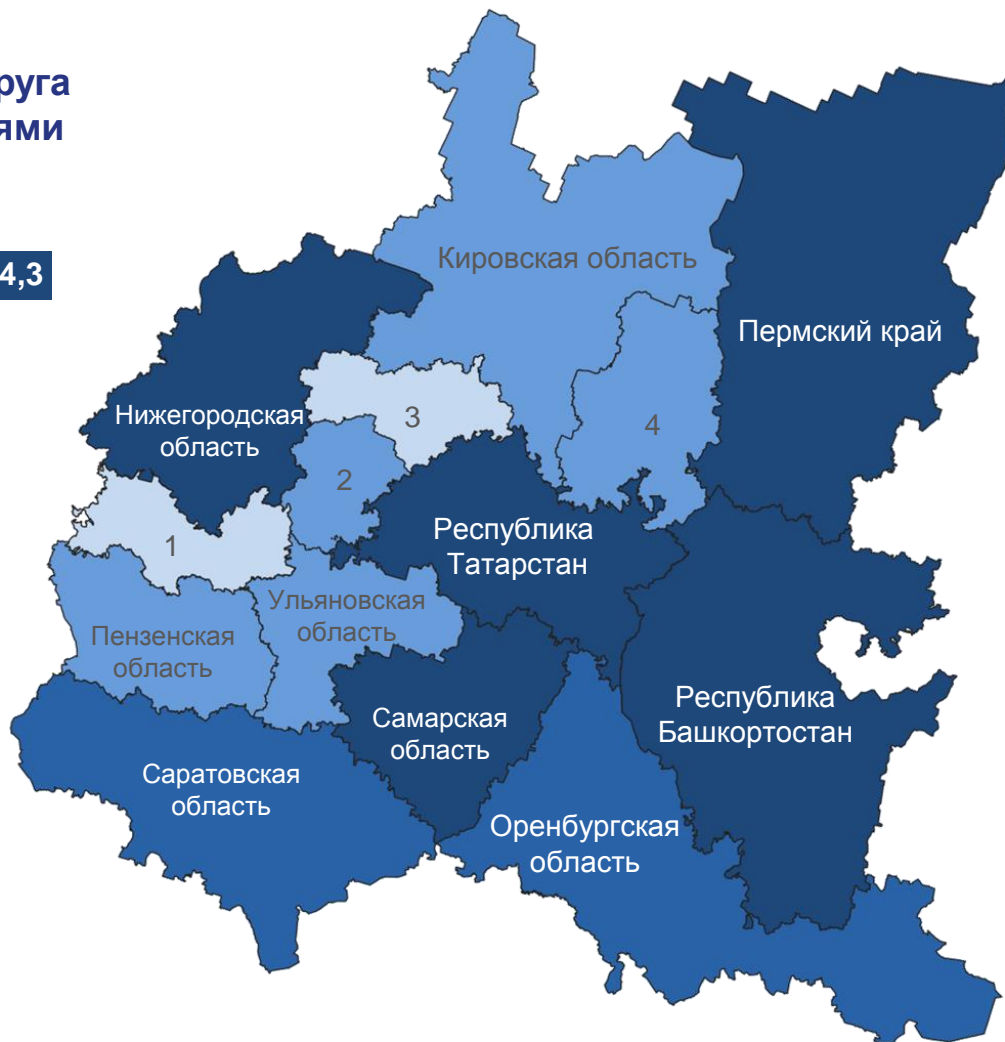 руга
ями
4,3
Кировская область
Пермский край
Нижегородская
область
3
4
2
Республика
Татарстан
1
Ульяновская
область
Пензенская
область
Республика
Башкортостан
Самарская
область
Саратовская
область
Оренбургская
область